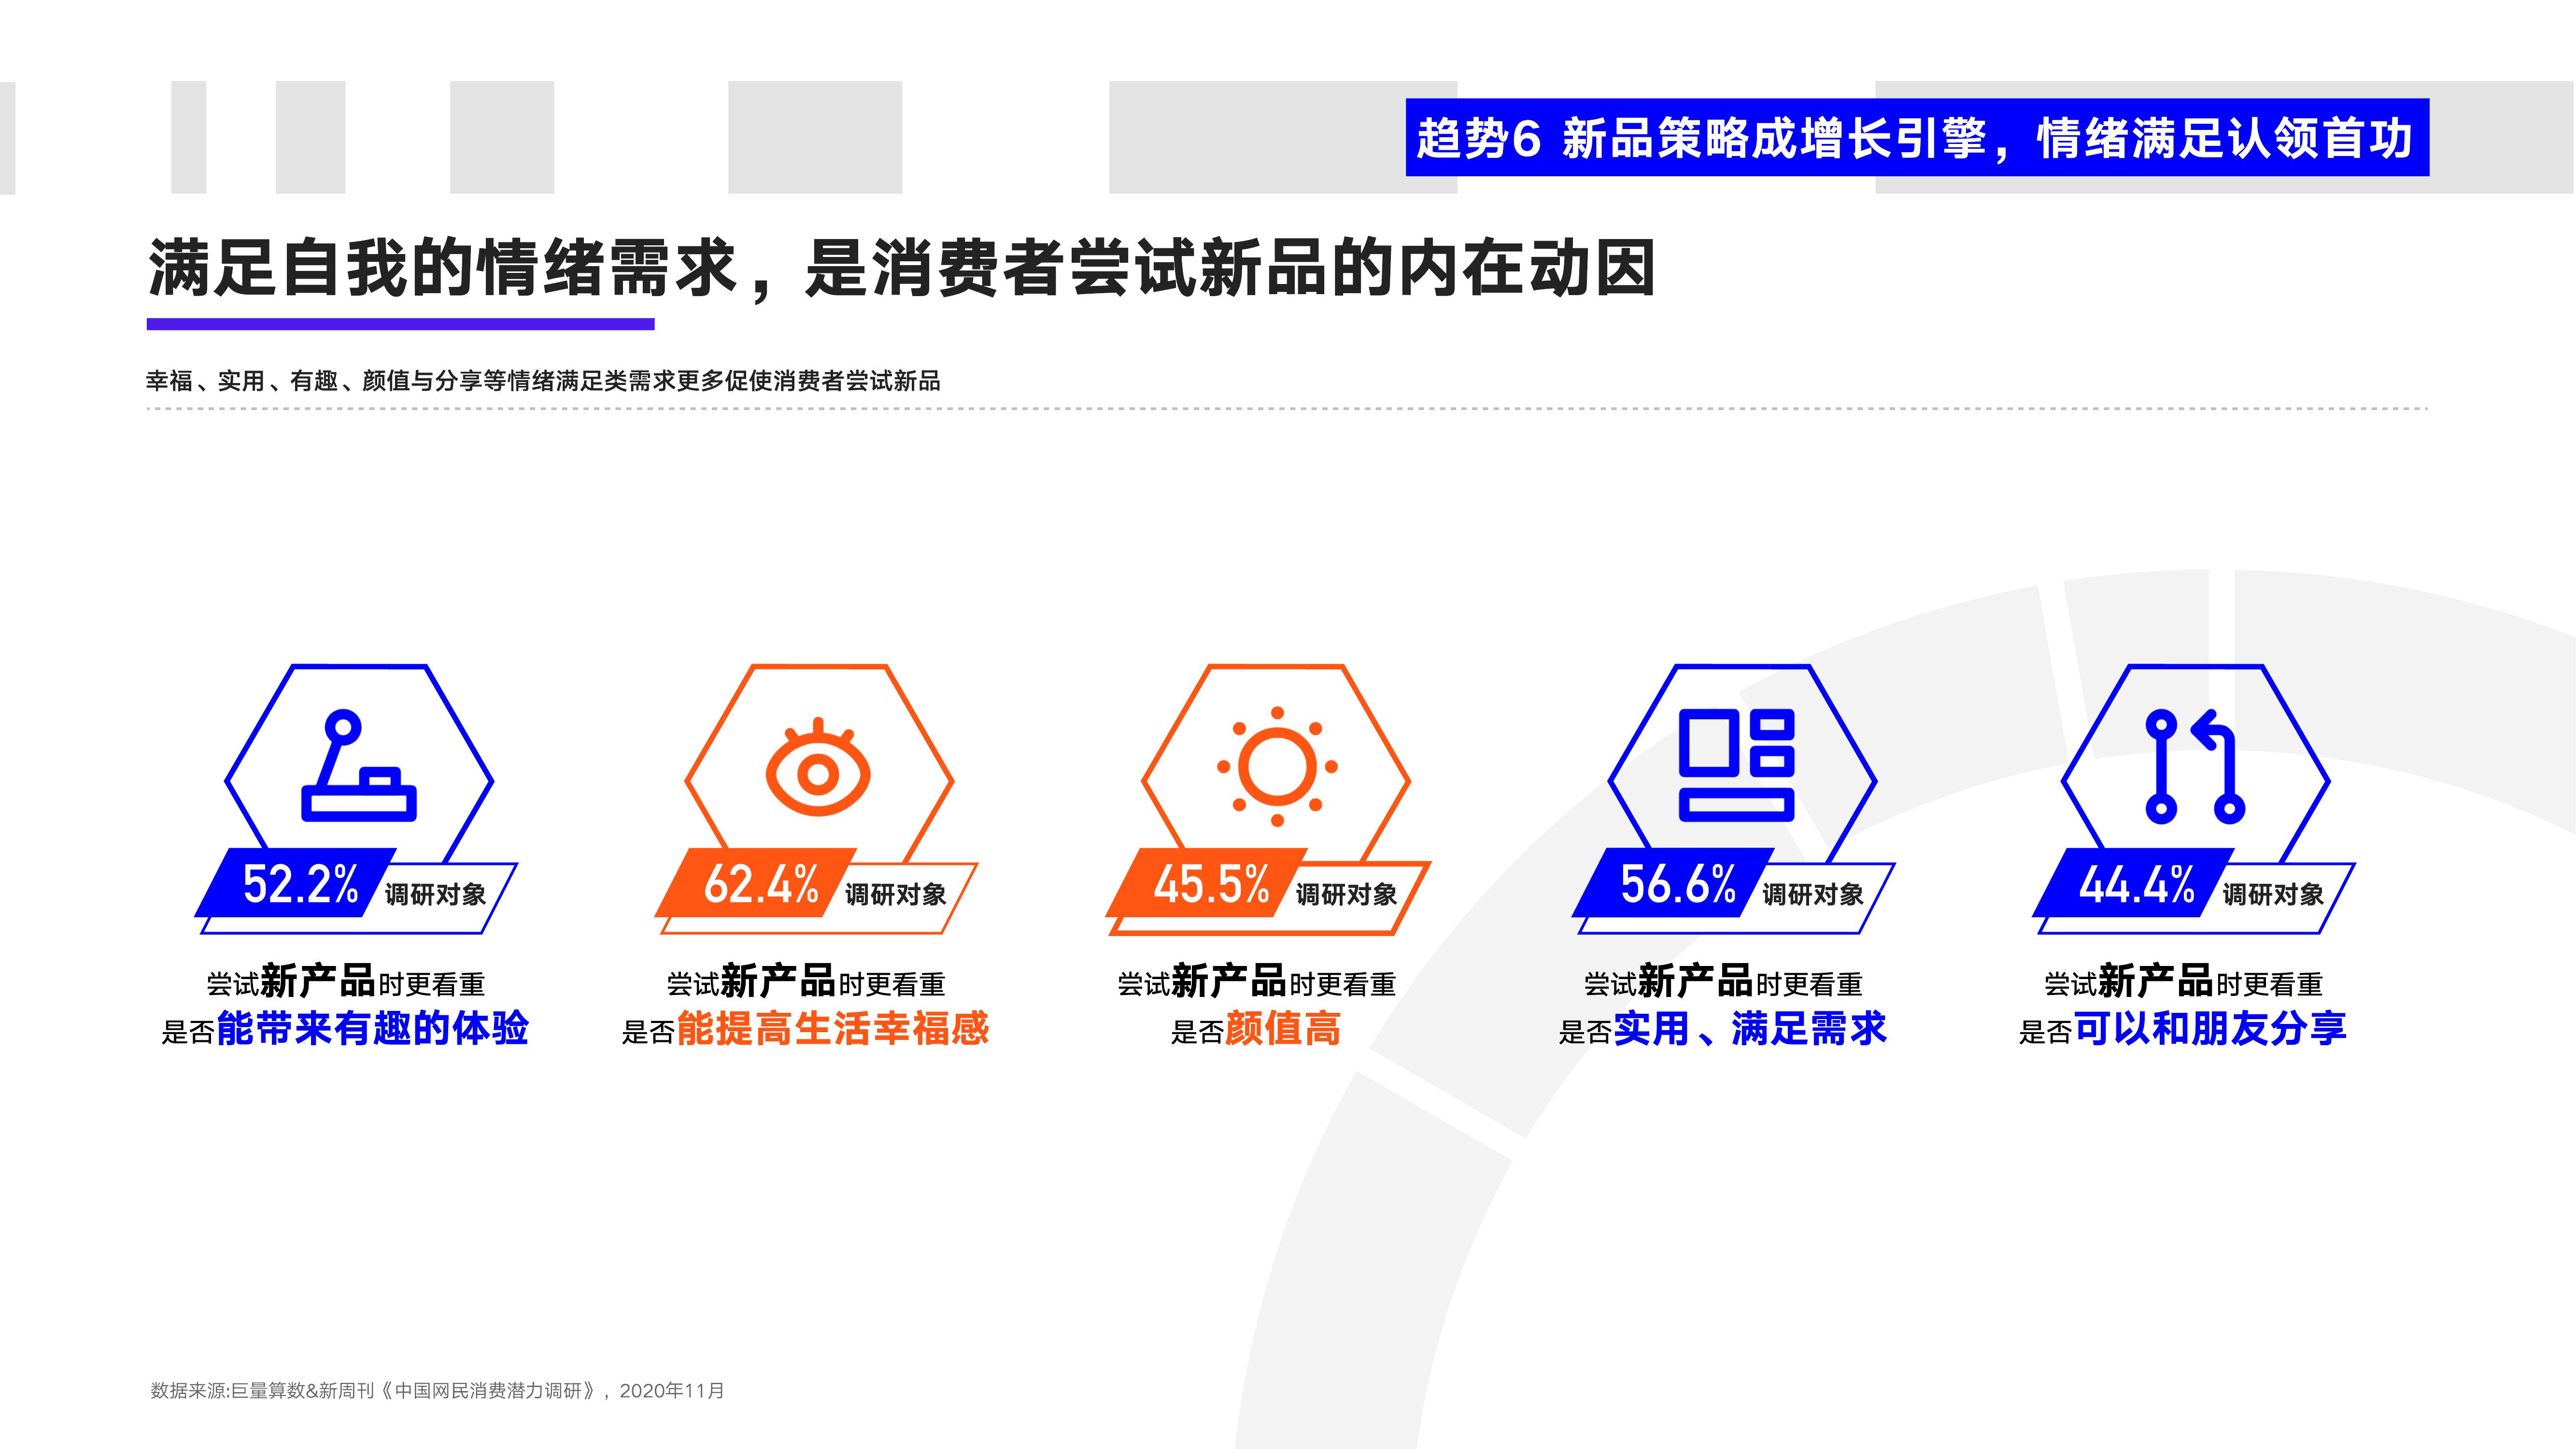 趋势6 新品策略成增长引擎，情绪满足认领首功
满足自我的情绪需求，是消费者尝试新品的内在动因
幸福、实用、有趣、颜值与分享等情绪满足类需求更多促使消费者尝试新品
52.2% 调研对象
尝试新产品时更看重
是否能带来有趣的体验
62.4% 调研对象
尝试新产品时更看重
是否能提高生活幸福感
45.5% 调研对象
尝试新产品时更看重
是否颜值高
56.6% 调研对象
尝试新产品时更看重
是否实用、满足需求
44.4% 调研对象
尝试新产品时更看重
是否可以和朋友分享
数据来源:巨量算数&新周刊《中国网民消费潜力调研》，2020年11月